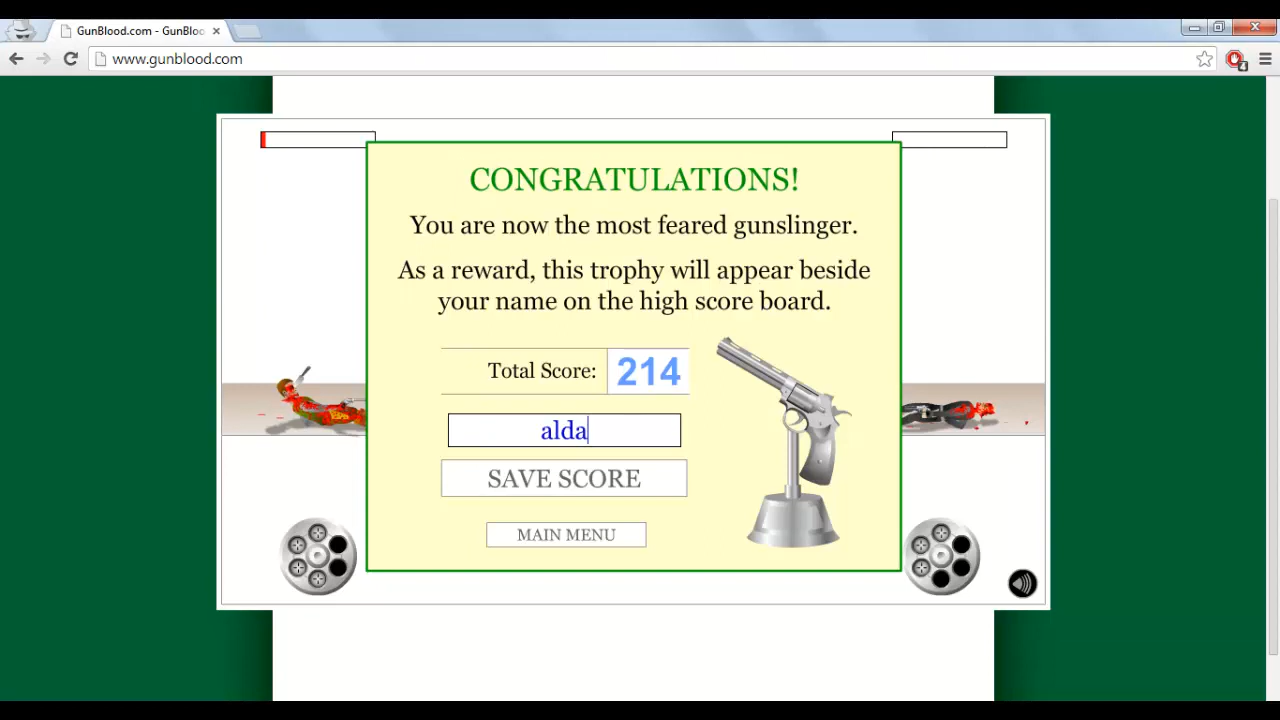 GunBlood.com - GunBloo
www.gunblood.com
4
CONGRATULATIONS!
You are now the most feared gunslinger.
As a reward, this trophy will appear beside
your name on the high score board.
Total Score: 214
alda
SAVE SCORE
MAIN MENU